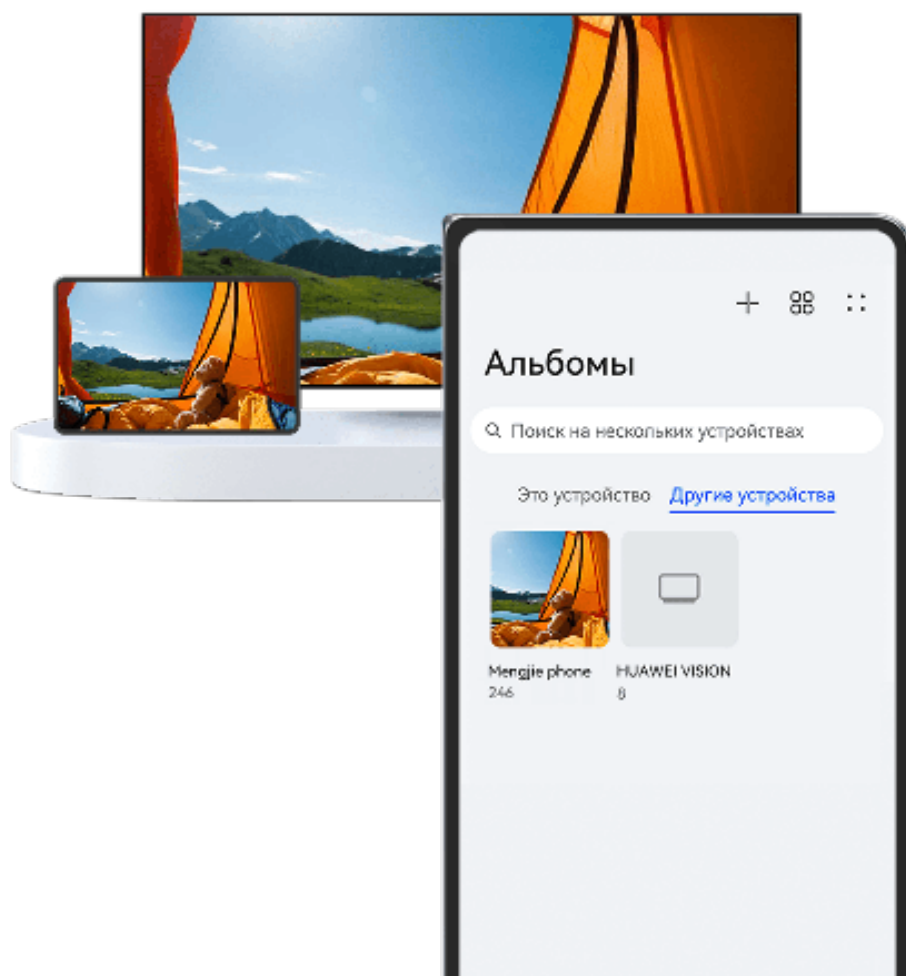 Альбомы
Поиск на нескольких устройствах
Это устройство Другие устройства
Mengjie phone HUAWEI VISION
246 8